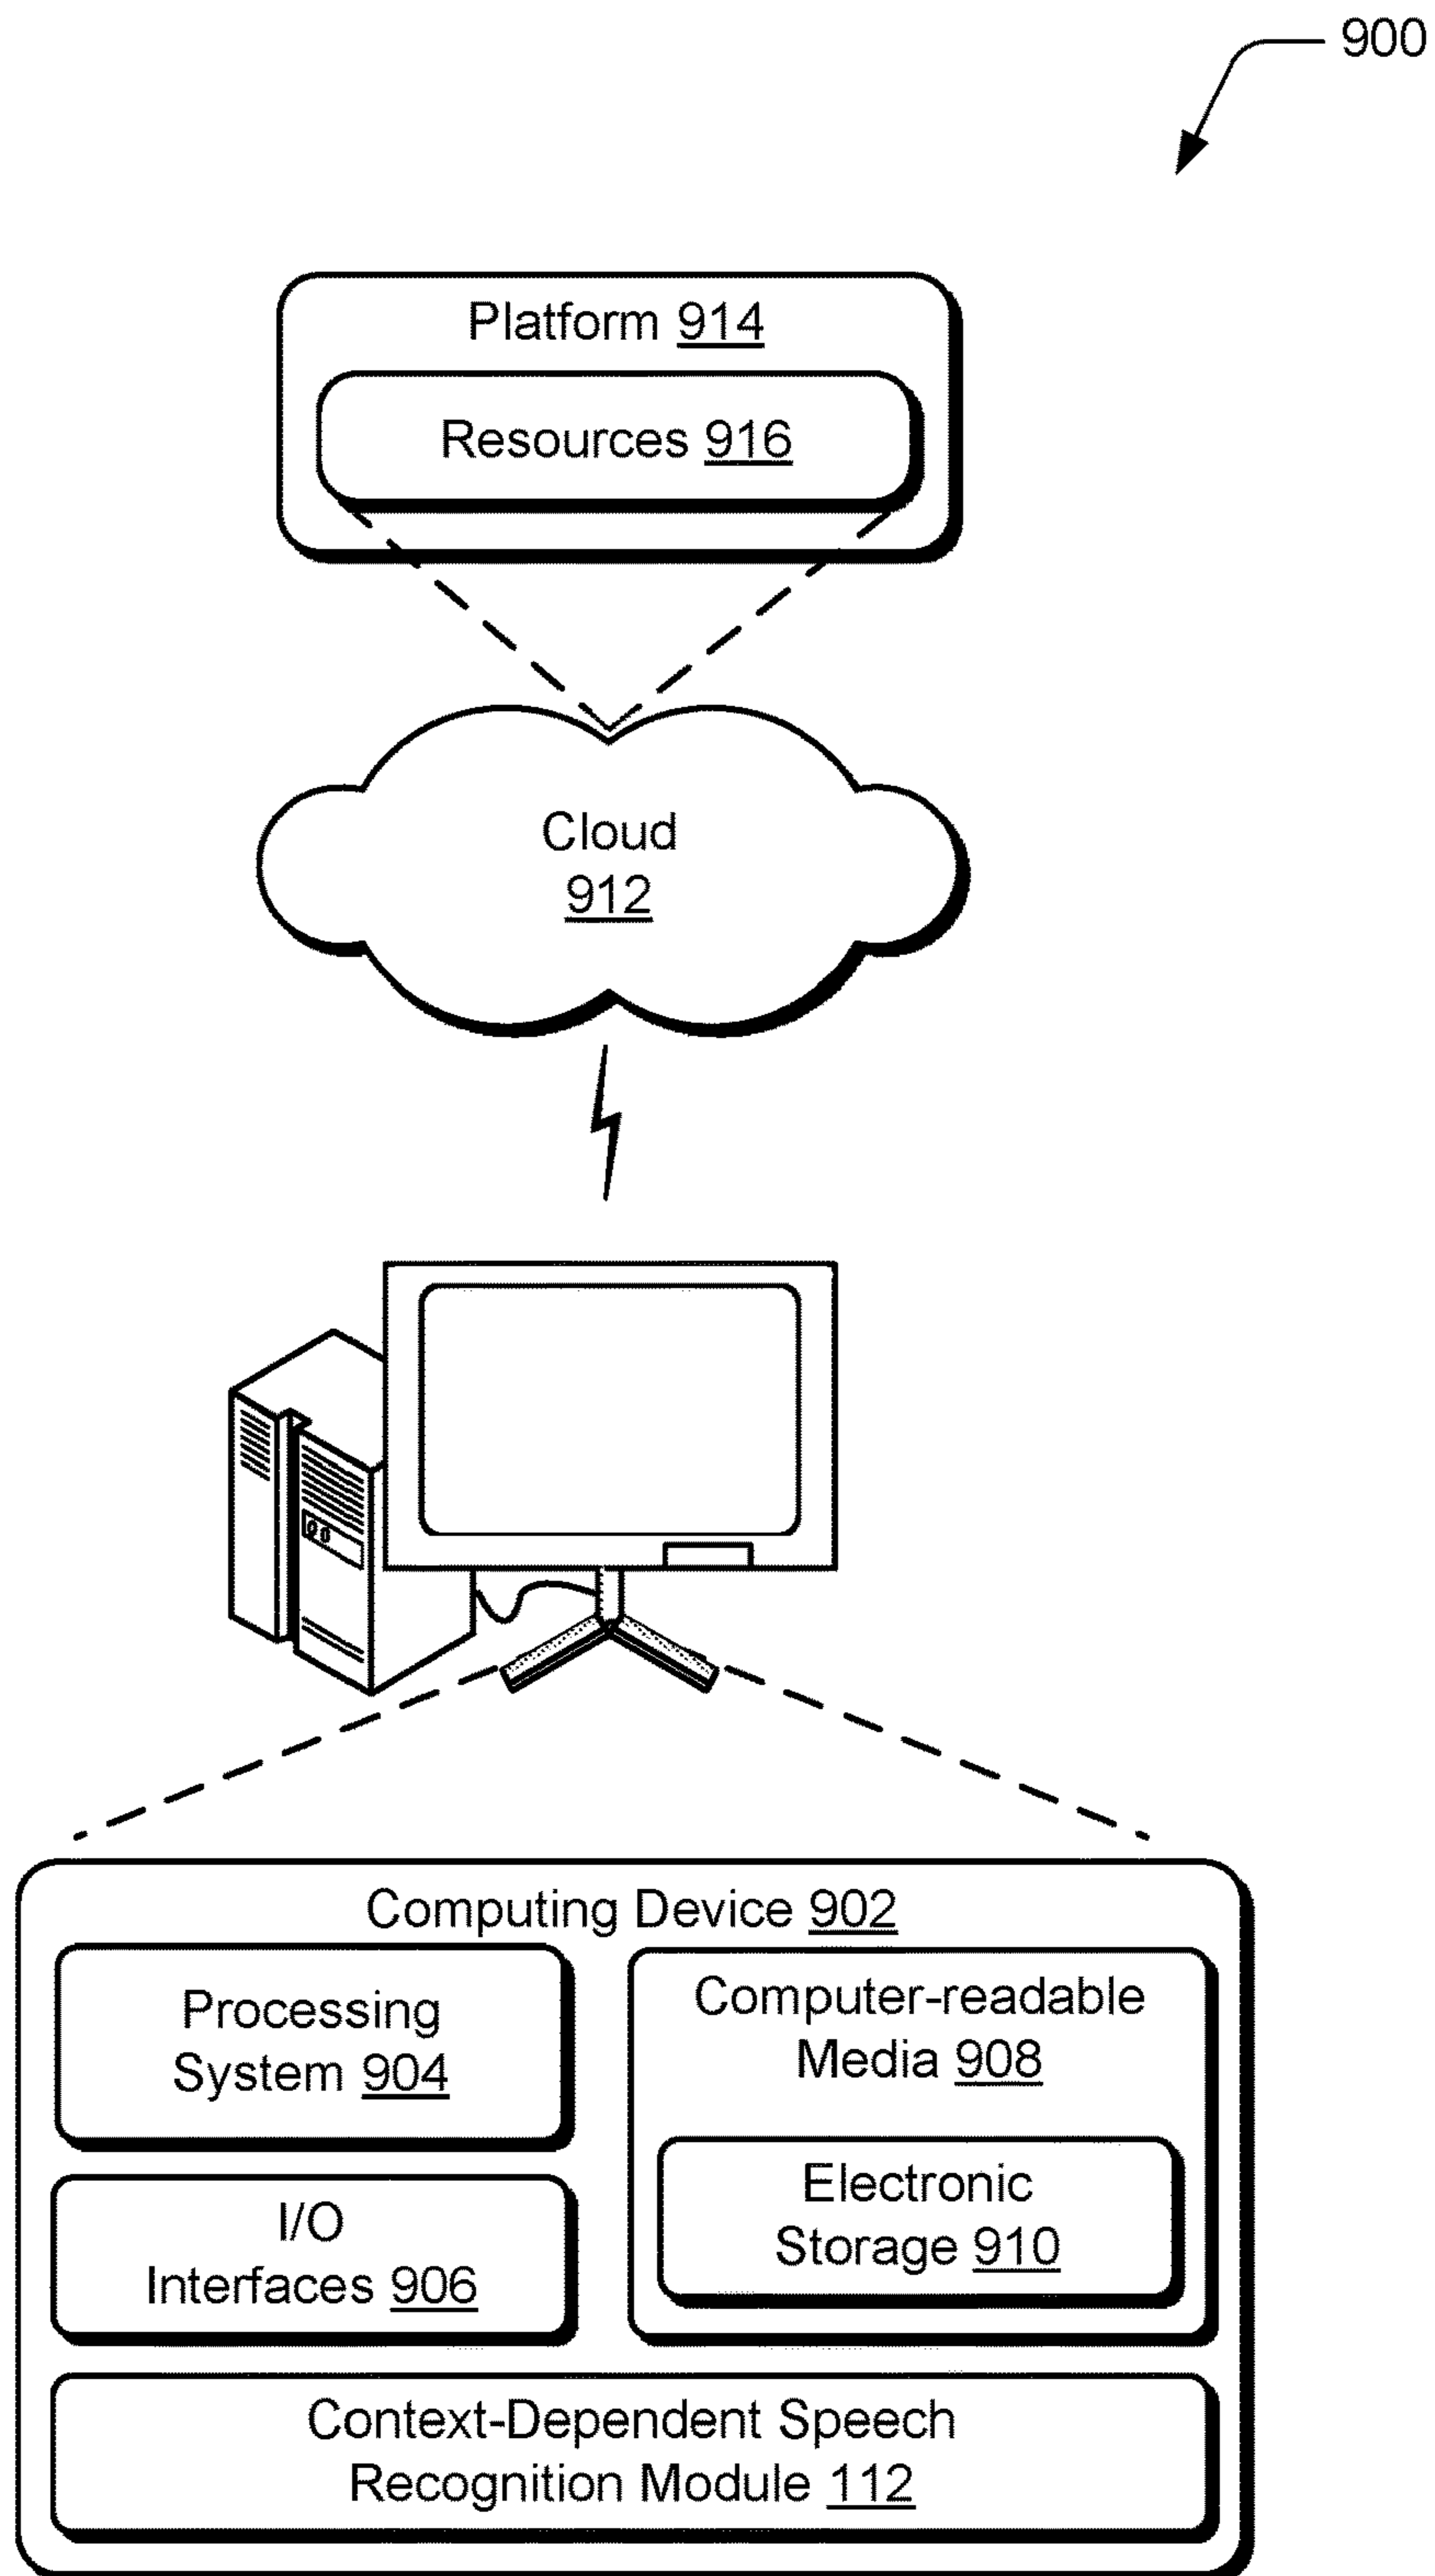 900
Platform 914
Resources 916
Cloud
912
Computing Device 902
Processing
System 904
Computer-readable
Media 908
I/O
Interfaces 906
Electronic
Storage 910
Context-Dependent Speech
Recognition Module 112